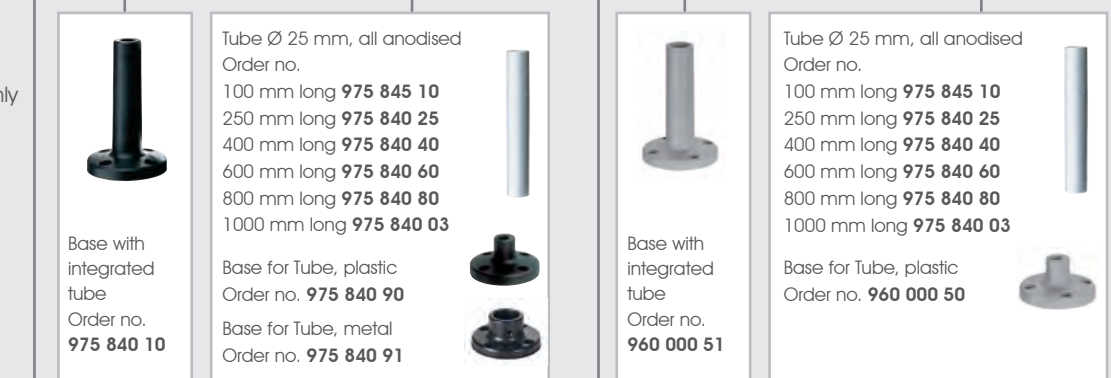 nly
Base with
integrated
tube
Order no.
975 840 10
Tube Ø 25 mm, all anodised
Order no.
100 mm long 975 845 10
250 mm long 975 840 25
400 mm long 975 840 40
600 mm long 975 840 60
800 mm long 975 840 80
1000 mm long 975 840 03
Base for Tube, plastic
Order no. 975 840 90
Base for Tube, metal
Order no. 975 840 91
Base with
integrated
tube
Order no.
960 000 51
Tube Ø 25 mm, all anodised
Order no.
100 mm long 975 845 10
250 mm long 975 840 25
400 mm long 975 840 40
600 mm long 975 840 60
800 mm long 975 840 80
1000 mm long 975 840 03
Base for Tube, plastic
Order no. 960 000 50